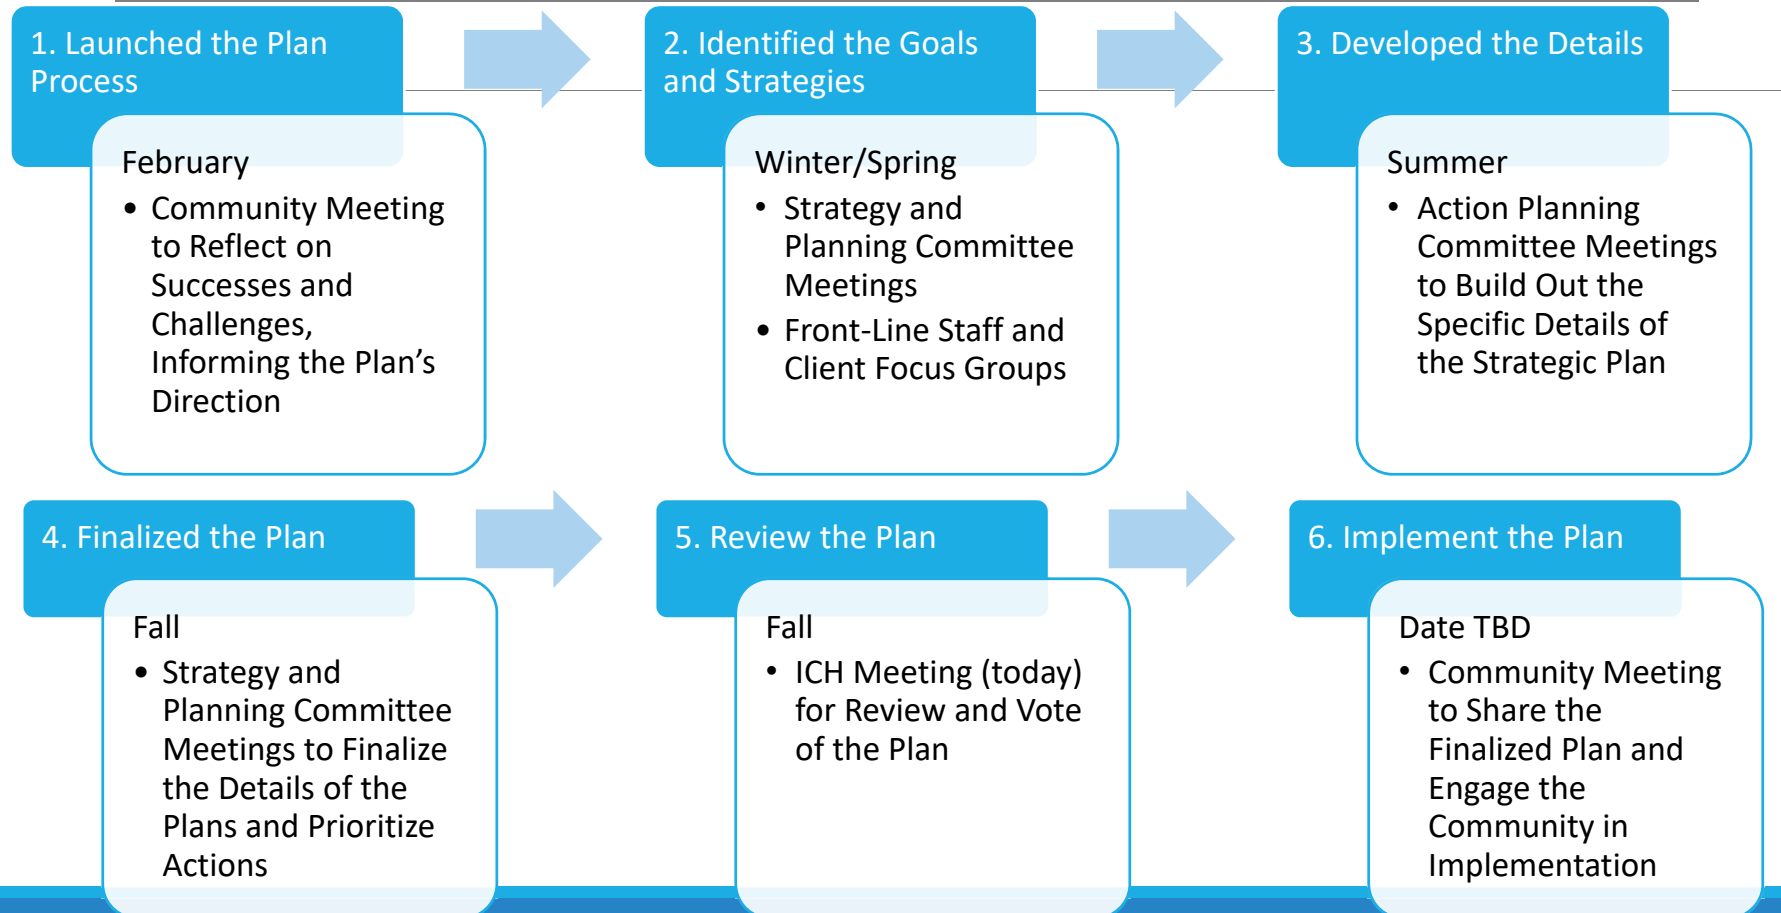 1. Launched the Plan
Process
February
• Community Meeting
to Reflect on
Successes and
Challenges,
Informing the Plan’s
Direction
2. Identified the Goals
and Strategies
Winter/Spring
• Strategy and
Planning Committee
Meetings
• Front-Line Staff and
Client Focus Groups
3. Developed the Details
Summer
• Action Planning
Committee Meetings
to Build Out the
Specific Details of
the Strategic Plan
4. Finalized the Plan
Fall
• Strategy and
Planning Committee
Meetings to Finalize
the Details of the
Plans and Prioritize
Actions
5. Review the Plan
Fall
• ICH Meeting (today)
for Review and Vote
of the Plan
6. Implement the Plan
Date TBD
• Community Meeting
to Share the
Finalized Plan and
Engage the
Community in
Implementation